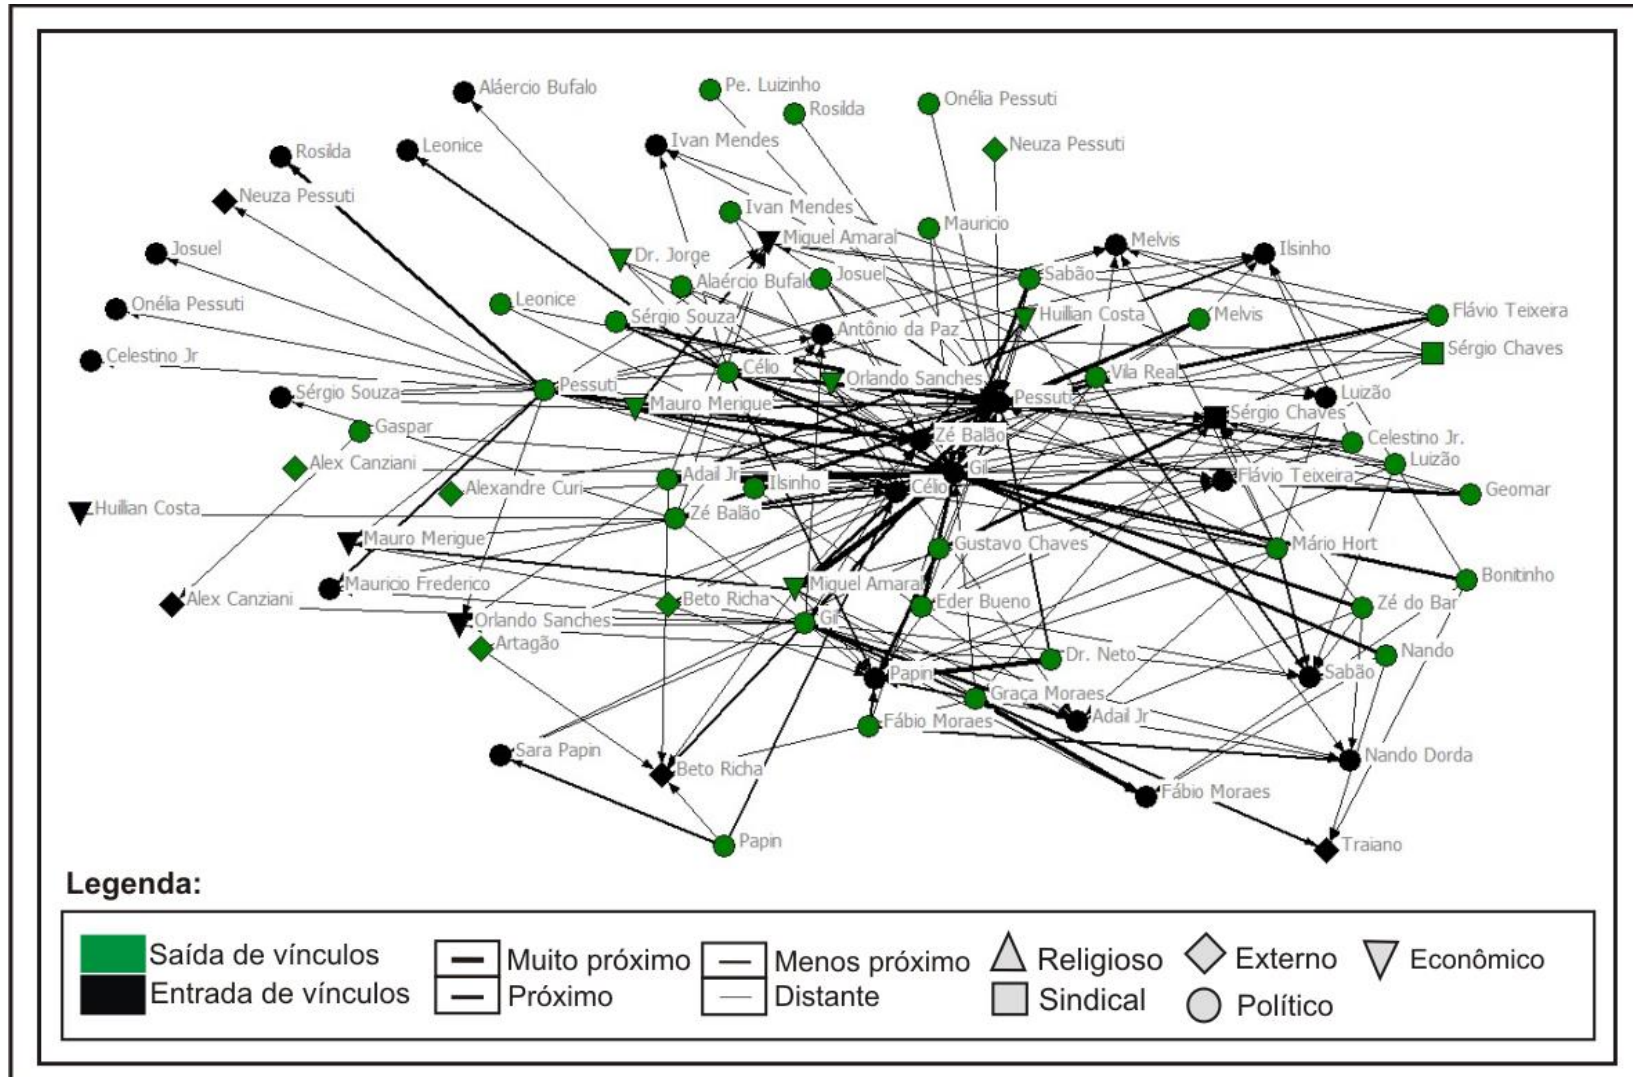 Aláercio Bufalo
Pe. Luizinho
Onélia Pessuti
Rosilda
Ivan Mendes
Neuza Pessuti
Leonice
Rosilda
Neuza Pessuti
Ivan Mendes
Mauricio
Miguel Amaral
Melvis
Ilsinho
Josuel
Dr. Jorge
Alaércio Bufalo
Josuel
Sabão
Onélia Pessuti
Leonice
Sérgio Souza
Huillian Costa
Melvis
Flávio Teixeira
Antônio da Paz
Sérgio Chaves
Celestino Jr
Célio
Orlando Sanches
Vila Real
Pessuti
Sérgio Souza
Mauro Merigue
Pessuti
Luizão
Sérgio Chaves
Gaspar
Zé Balão
Celestino Jr.
Alex Canziani
Luizão
Adail Jr
Ilsinho
Gil
Célio
Flávio Teixeira
Alexandre Curi
Geomar
Huillian Costa
Zé Balão
Mauro Merigue
Gustavo Chaves
Mário Hort
Mauricio Frederico
Miguel Amaral
Bonitinho
Alex Canziani
Beto Richa
Eder Bueno
Zé do Bar
Orlando Sanches
Gil
Artagão
Dr. Neto
Nando
Papin
Sabão
Graça Moraes
Fábio Moraes
Adail Jr
Sara Papin
Beto Richa
Nando Dorda
Fábio Moraes
Papin
Traiano
Legenda:
Saída de vínculos
Muito próximo
Menos próximo
Religioso
Externo
Econômico
Entrada de vínculos
Próximo
Distante
Sindical
Político